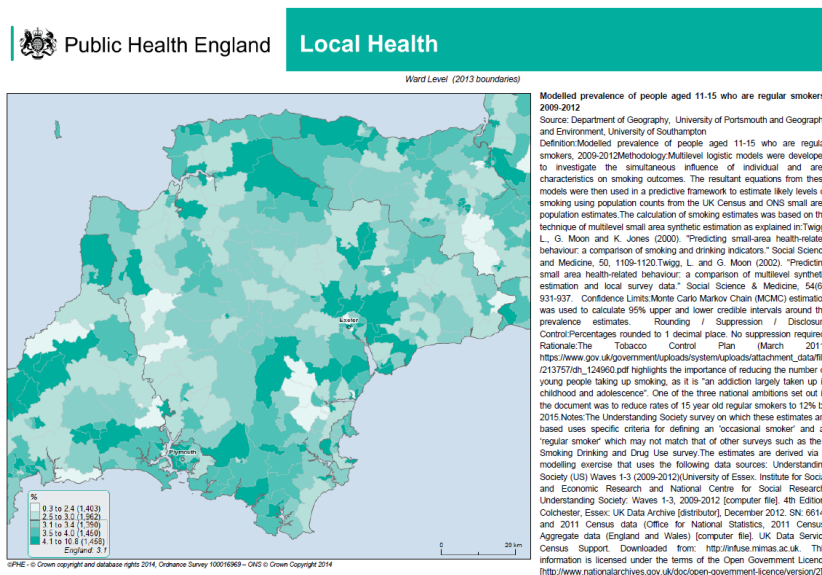 Public Health England
Local Health
Ward Level (2013 boundaries)
Exeter
Plymouth
%
0.3 to 2.4 (1,403)
2.5 to 3.0 (1,962)
3.1 to 3.4 (1,390)
3.5 to 4.0 (1,450)
4.1 to 10.8 (1,458)
England: 3.1
0 20 km
©PHE - © Crown copyright and database rights 2014, Ordnance Survey 100016969 – ONS © Crown Copyright 2014
Modelled prevalence of people aged 11-15 who are regular smokers,
2009-2012
Source: Department of Geography, University of Portsmouth and Geograph
and Environment, University of Southampton
Definition:Modelled prevalence of people aged 11-15 who are regula
smokers, 2009-2012Methodology:Multilevel logistic models were develope
to investigate the simultaneous influence of individual and are
characteristics on smoking outcomes. The resultant equations from thes
models were then used in a predictive framework to estimate likely levels o
smoking using population counts from the UK Census and ONS small are
population estimates.The calculation of smoking estimates was based on th
technique of multilevel small area synthetic estimation as explained in:Twigg
L., G. Moon and K. Jones (2000). "Predicting small-area health-relate
behaviour: a comparison of smoking and drinking indicators." Social Scienc
and Medicine, 50, 1109-1120.Twigg, L. and G. Moon (2002). "Predictin
small area health-related behaviour: a comparison of multilevel syntheti
estimation and local survey data." Social Science & Medicine, 54(6
931-937. Confidence Limits:Monte Carlo Markov Chain (MCMC) estimatio
was used to calculate 95% upper and lower credible intervals around th
prevalence estimates. Rounding / Suppression / Disclosur
Control:Percentages rounded to 1 decimal place. No suppression required
Rationale:The Tobacco Control Plan (March 2011
https://www.gov.uk/government/uploads/system/uploads/attachment_data/fil
/213757/dh_124960.pdf highlights the importance of reducing the number o
young people taking up smoking, as it is "an addiction largely taken up i
childhood and adolescence". One of the three national ambitions set out i
the document was to reduce rates of 15 year old regular smokers to 12% b
2015.Notes:The Understanding Society survey on which these estimates are
based uses specific criteria for defining an 'occasional smoker' and a
'regular smoker' which may not match that of other surveys such as the
Smoking Drinking and Drug Use survey.The estimates are derived via
modelling exercise that uses the following data sources: Understandin
Society (US) Waves 1-3 (2009-2012)(University of Essex. Institute for Socia
and Economic Research and National Centre for Social Research
Understanding Society: Waves 1-3, 2009-2012 [computer file]. 4th Edition
Colchester, Essex: UK Data Archive [distributor], December 2012. SN: 6614
and 2011 Census data (Office for National Statistics, 2011 Census
Aggregate data (England and Wales) [computer file]. UK Data Servic
Census Support. Downloaded from: http://infuse.mimas.ac.uk. Thi
information is licensed under the terms of the Open Government Licenc
[http://www.nationalarchives.gov.uk/doc/open-government-licence/version/2]